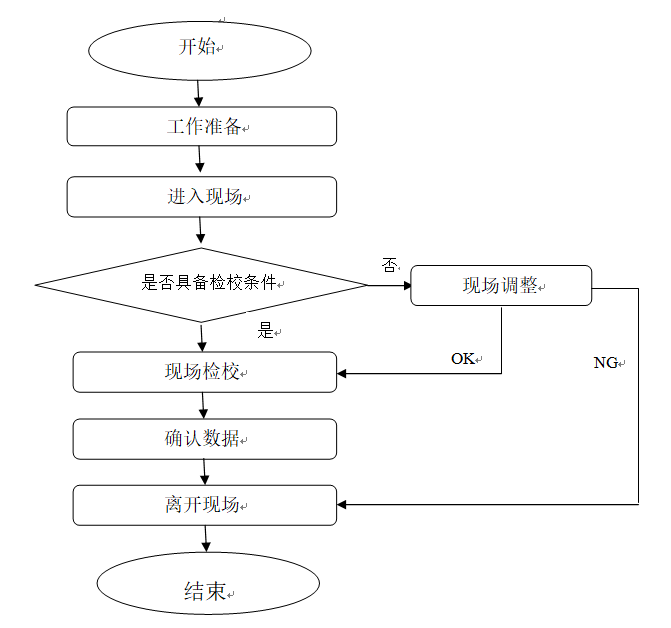 开始
工作准备
进入现场
是否具备检校条件
否
现场调整
是
OK
NG
现场检校
确认数据
离开现场
结束